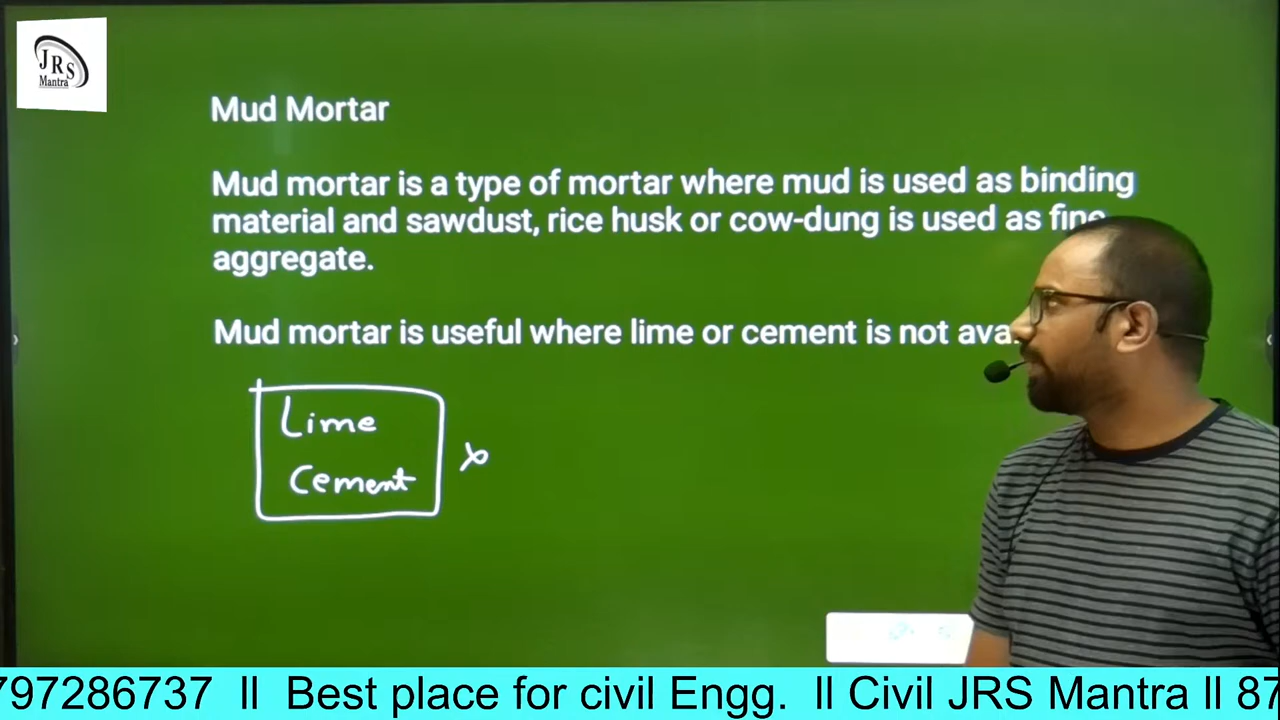 JRS
Mantra
Mud Mortar
Mud mortar is a type of mortar where mud is used as binding
material and sawdust, rice husk or cow-dung is used as fine
aggregate.
Mud mortar is useful where lime or cement is not ava
Lime
Cement
797286737 ll Best place for civil Engg. ll Civil JRS Mantra ll 87